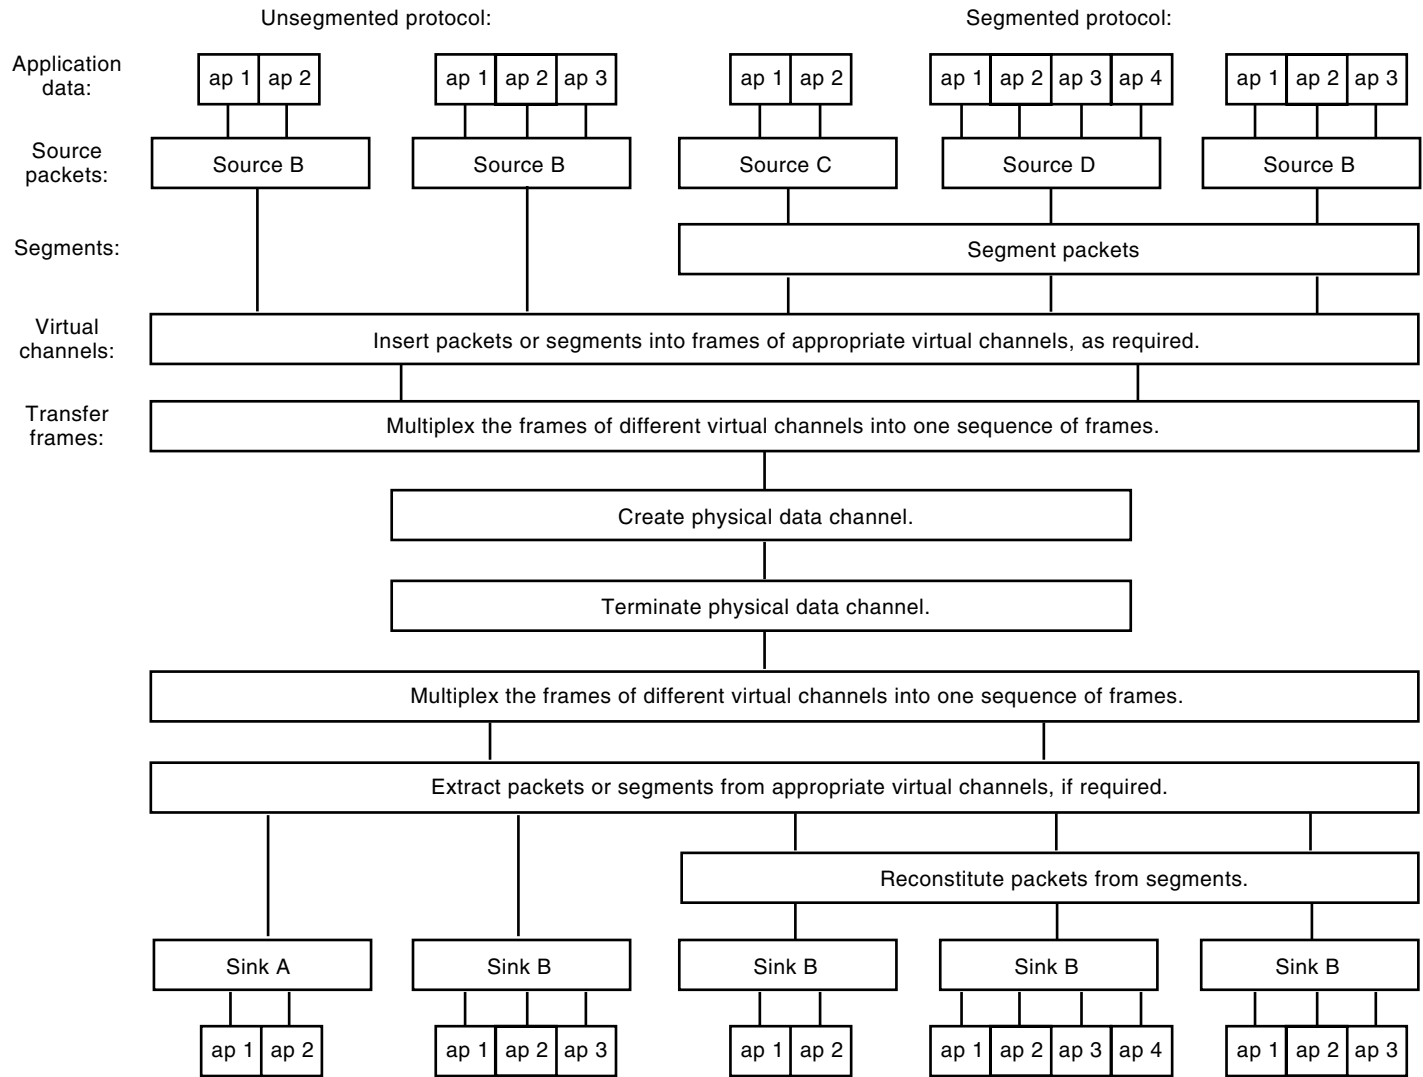 Unsegmented protocol: Segmented protocol:
Application
data:
ap 1 ap 2 ap 1 ap 2 ap 3 ap 1 ap 2 ap 1 ap 2 ap 3 ap 4 ap 1 ap 2 ap 3
Source
packets:
Source B Source B Source C Source D Source B
Segments:
Segment packets
Virtual
channels:
Insert packets or segments into frames of appropriate virtual channels, as required.
Transfer
frames:
Multiplex the frames of different virtual channels into one sequence of frames.
Create physical data channel.
Terminate physical data channel.
Multiplex the frames of different virtual channels into one sequence of frames.
Extract packets or segments from appropriate virtual channels, if required.
Reconstitute packets from segments.
Sink A Sink B Sink B Sink B Sink B
ap 1 ap 2 ap 1 ap 2 ap 3 ap 1 ap 2 ap 1 ap 2 ap 3 ap 4 ap 1 ap 2 ap 3